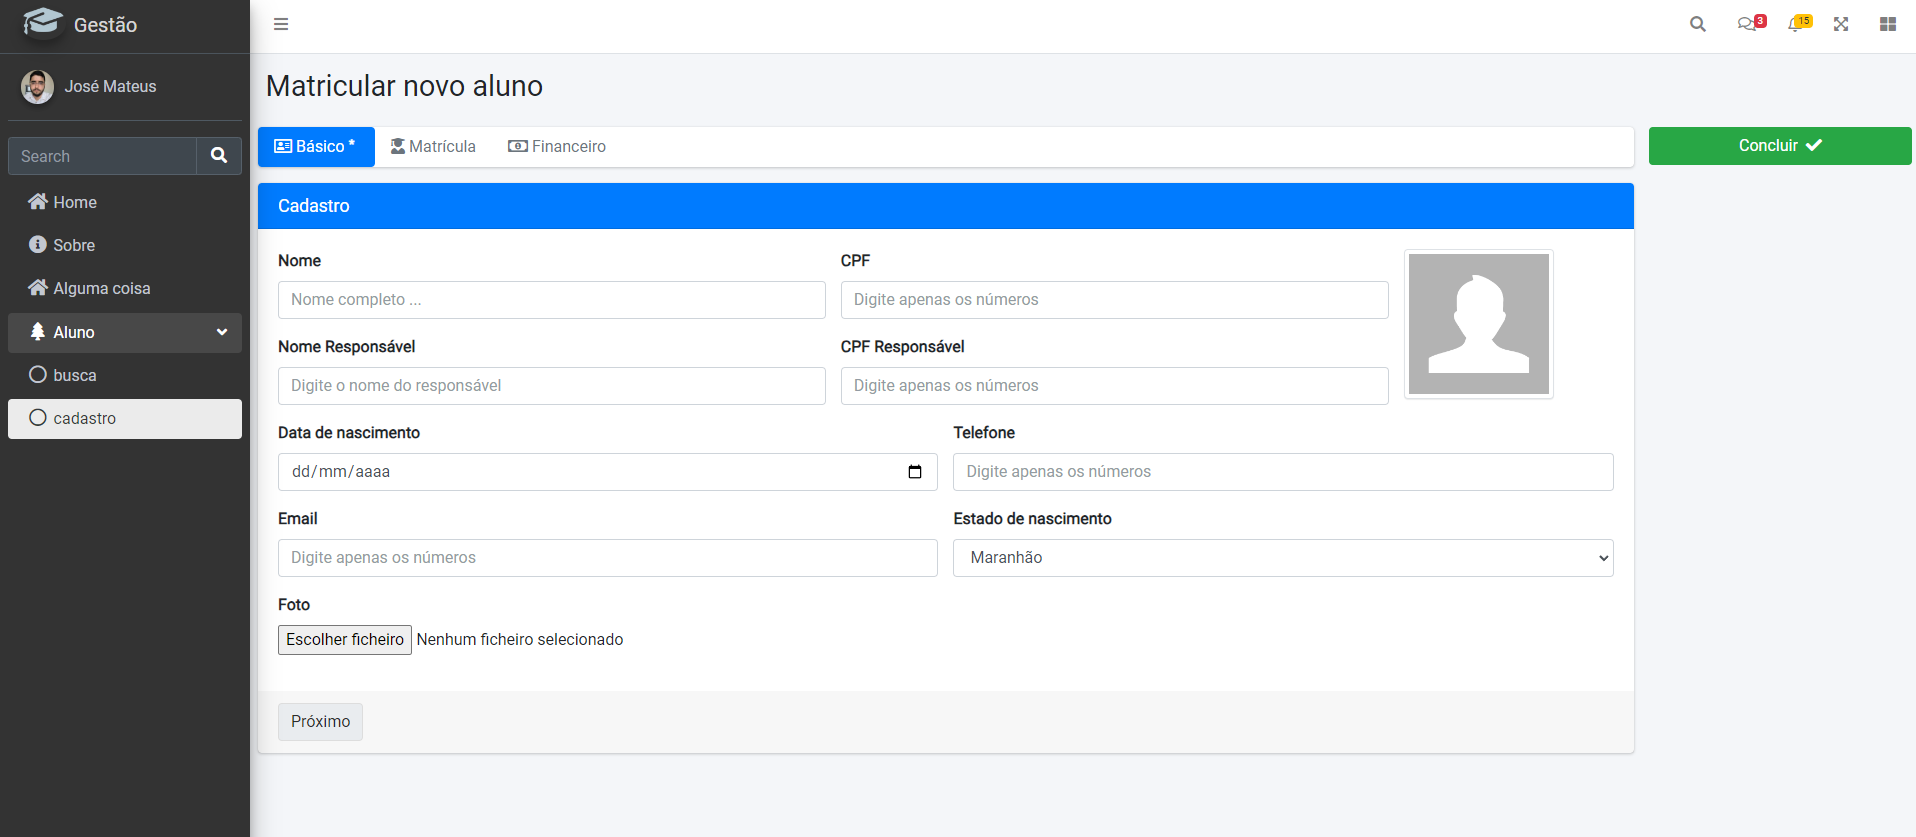 Gestão
José Mateus
Search
Home
Sobre
Alguma coisa
Aluno
busca
cadastro
3
15
Matricular novo aluno
Básico *
Matrícula
Financeiro
Concluir
Cadastro
Nome
CPF
Nome completo ...
Digite apenas os números
Nome Responsável
CPF Responsável
Digite o nome do responsável
Digite apenas os números
Data de nascimento
Telefone
dd/mm/aaaa
Digite apenas os números
Email
Estado de nascimento
Digite apenas os números
Maranhão
Foto
Escolher ficheiro Nenhum ficheiro selecionado
Próximo